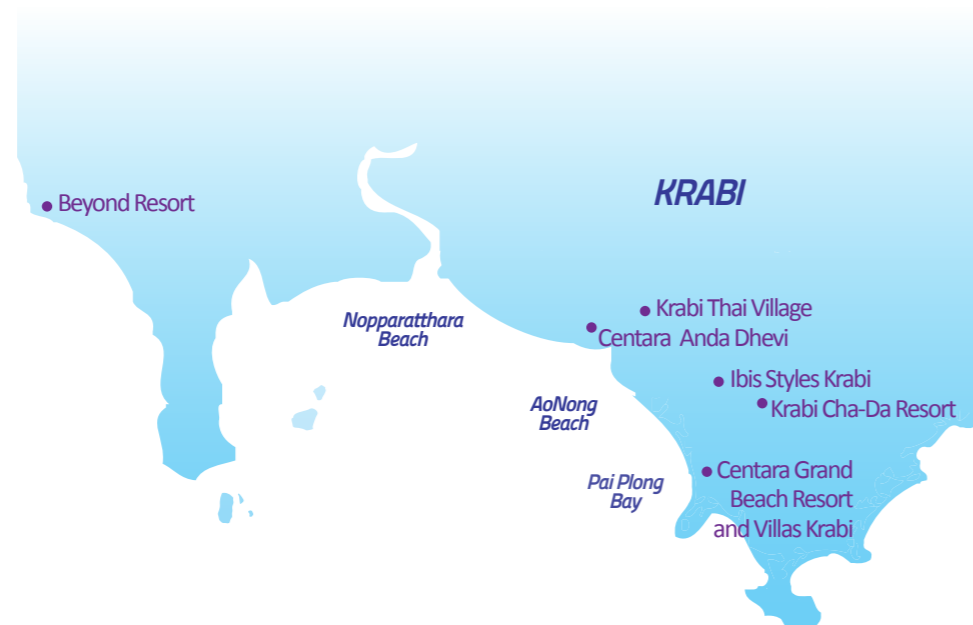 KRABI
Beyond Resort
Krabi Thai Village
Nopparatthara
Beach
Centara Anda Dhevi
Ibis Styles Krabi
AoNong
Beach
Krabi Cha-Da Resort
Pai Plong
Bay
Centara Grand
Beach Resort
and Villas Krabi